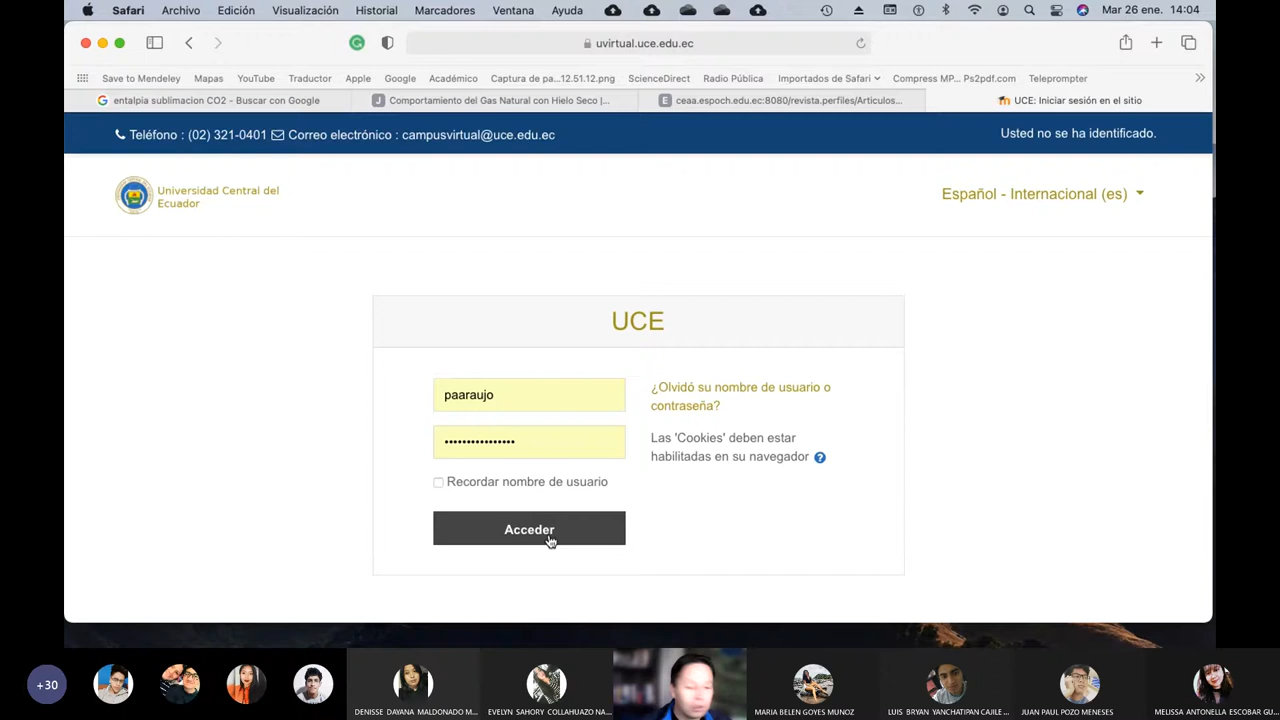 Safari Archivo Edición Visualización Historial Marcadores Ventana Ayuda Mar 26 ene. 14:04
uvirtual.uce.edu.ec
Save to Mendeley Mapas YouTube Traductor Apple Google Académico Captura de pa...12.51.12.png ScienceDirect Radio Pública Importados de Safari Compress MP... Ps2pdf.com Teleprompter
entalpia sublimacion CO2 - Buscar con Google Comportamiento del Gas Natural con Hielo Seco |... ceaa.espoch.edu.ec:8080/revista.perfiles/Articulos... UCE: Iniciar sesión en el sitio
Teléfono : (02) 321-0401 Correo electrónico : campusvirtual@uce.edu.ec Usted no se ha identificado.
Universidad Central del
Ecuador
Español - Internacional (es)
UCE
paaraujo
••••••••••••••••
Recordar nombre de usuario
Acceder
¿Olvidó su nombre de usuario o
contraseña?
Las 'Cookies' deben estar
habilitadas en su navegador
+30
DENISSE DAYANA MALDONADO M... EVELYN SAHORY COLLAHUAZO NA... MARIA BELEN GOYES MUNOZ LUIS BRYAN YANCHATIPAN CAJILE... JUAN PAUL POZO MENESES MELISSA ANTONELLA ESCOBAR GU...